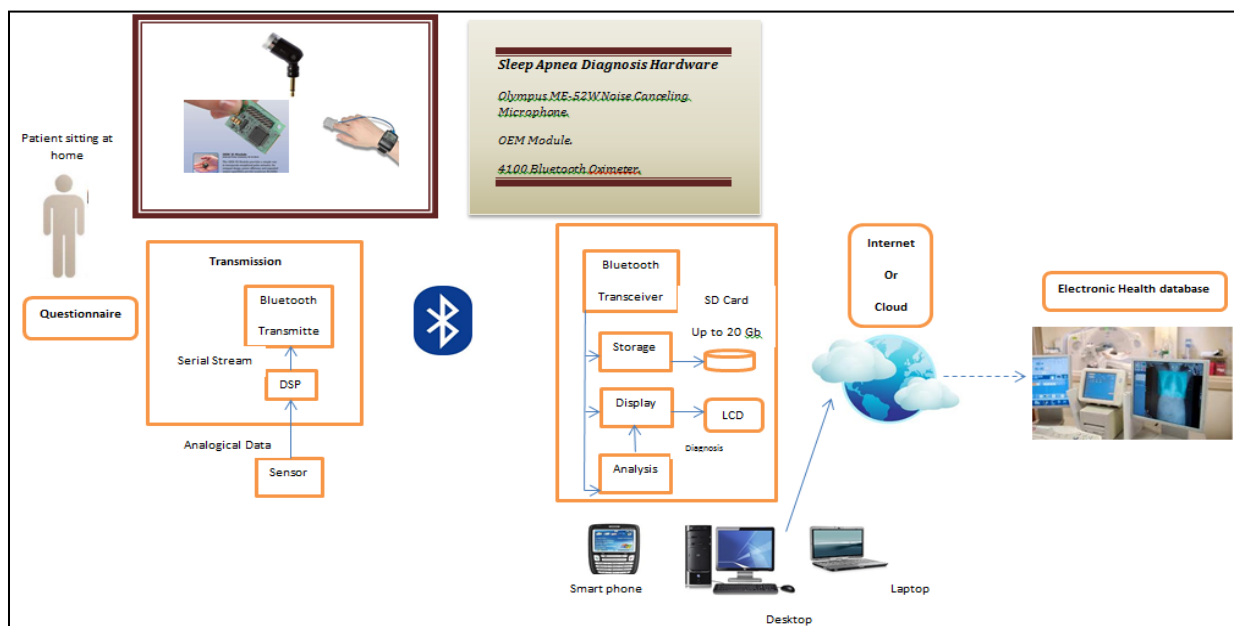 Sleep Apnea Diagnosis Hardware
Olympus ME-52W Noise Canceling
Microphone.
OEM Module.
4100 Bluetooth Oximeter.
Patient sitting at
home
Questionnaire
Transmission
Bluetooth
Transmitte
Serial Stream
DSP
Analogical Data
Sensor
Bluetooth
Transceiver
SD Card
Up to 20 Gb
Storage
Display
LCD
Diagnosis
Analysis
Internet
Or
Cloud
Electronic Health database
Smart phone
Desktop
Laptop